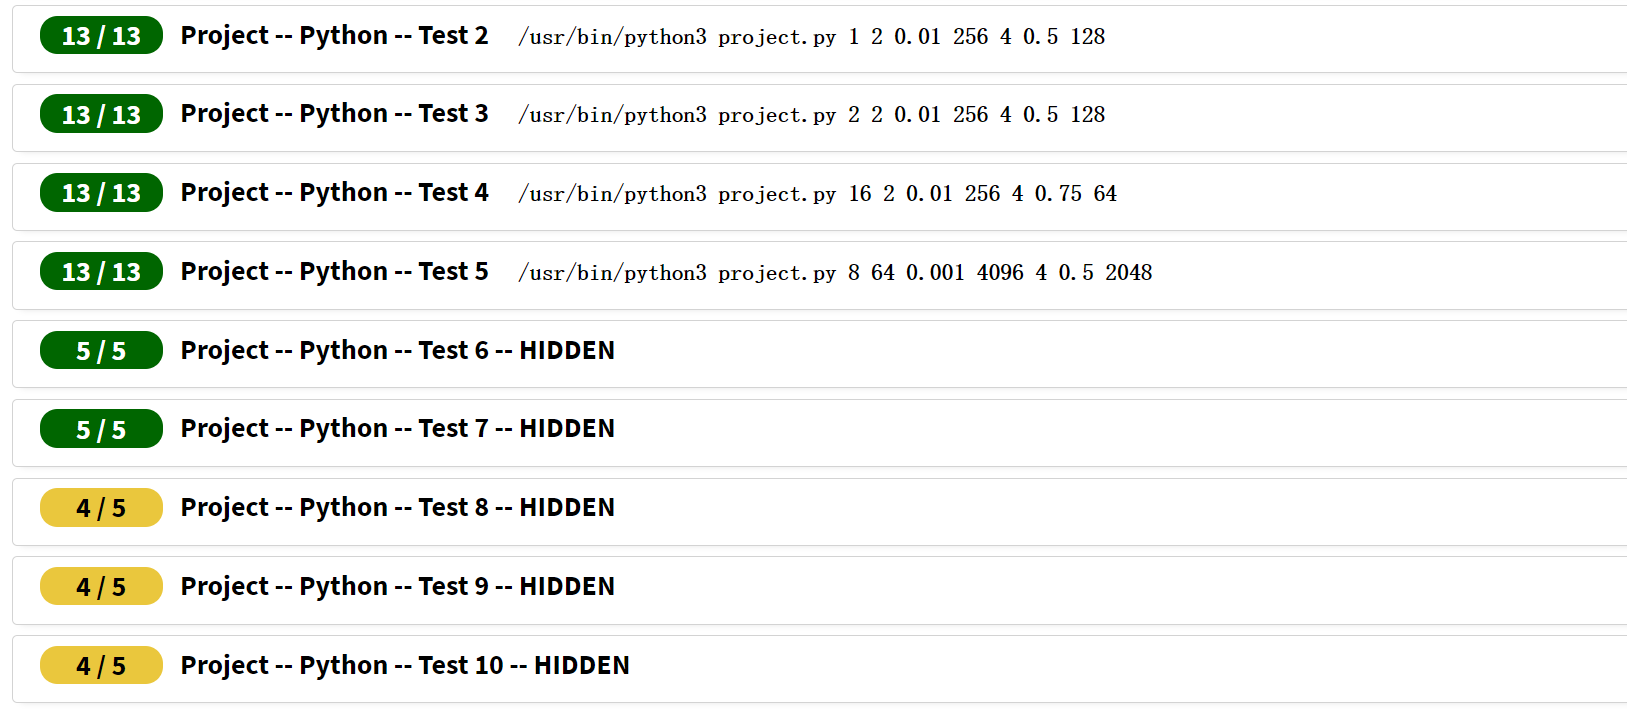 13 / 13 Project -- Python -- Test 2 /usr/bin/python3 project.py 1 2 0.01 256 4 0.5 128
13 / 13 Project -- Python -- Test 3 /usr/bin/python3 project.py 2 2 0.01 256 4 0.5 128
13 / 13 Project -- Python -- Test 4 /usr/bin/python3 project.py 16 2 0.01 256 4 0.75 64
13 / 13 Project -- Python -- Test 5 /usr/bin/python3 project.py 8 64 0.001 4096 4 0.5 2048
5 / 5 Project -- Python -- Test 6 -- HIDDEN
5 / 5 Project -- Python -- Test 7 -- HIDDEN
4 / 5 Project -- Python -- Test 8 -- HIDDEN
4 / 5 Project -- Python -- Test 9 -- HIDDEN
4 / 5 Project -- Python -- Test 10 -- HIDDEN